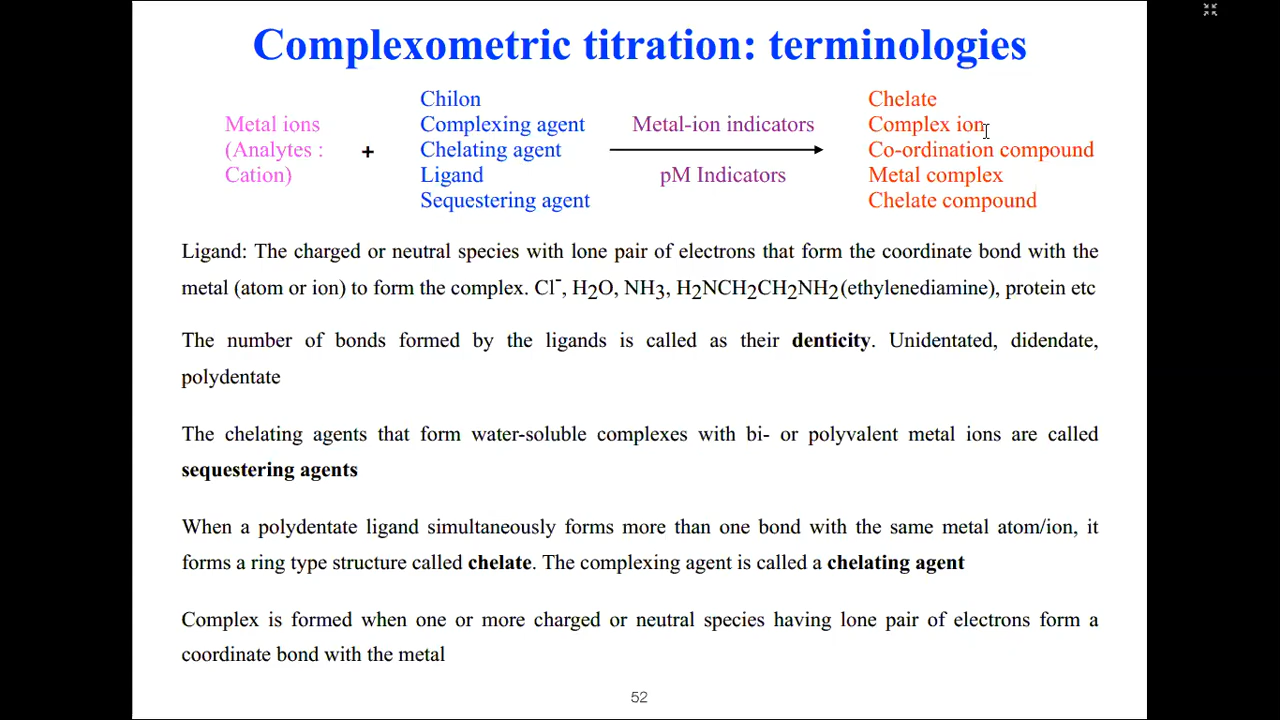 Complexometric titration: terminologies
Metal ions
(Analytes :
Cation)
+
Chilon
Complexing agent
Chelating agent
Ligand
Sequestering agent
Metal-ion indicators
pM Indicators
Chelate
Complex ion
Co-ordination compound
Metal complex
Chelate compound
Ligand: The charged or neutral species with lone pair of electrons that form the coordinate bond with the
metal (atom or ion) to form the complex. Cl⁻, H₂O, NH₃, H₂NCH₂CH₂NH₂(ethylenediamine), protein etc
The number of bonds formed by the ligands is called as their denticity. Unidentated, didendate,
polydentate
The chelating agents that form water-soluble complexes with bi- or polyvalent metal ions are called
sequestering agents
When a polydentate ligand simultaneously forms more than one bond with the same metal atom/ion, it
forms a ring type structure called chelate. The complexing agent is called a chelating agent
Complex is formed when one or more charged or neutral species having lone pair of electrons form a
coordinate bond with the metal
52